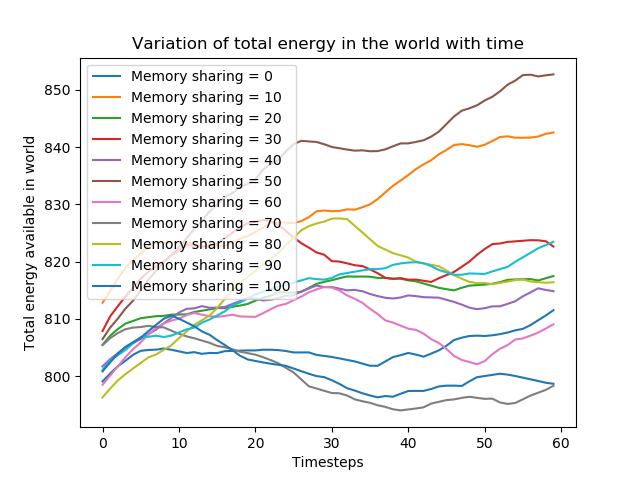 Variation of total energy in the world with time
Total energy available in world
850
840
830
820
810
800
Memory sharing = 0
Memory sharing = 10
Memory sharing = 20
Memory sharing = 30
Memory sharing = 40
Memory sharing = 50
Memory sharing = 60
Memory sharing = 70
Memory sharing = 80
Memory sharing = 90
Memory sharing = 100
0 10 20 30 40 50 60
Timesteps